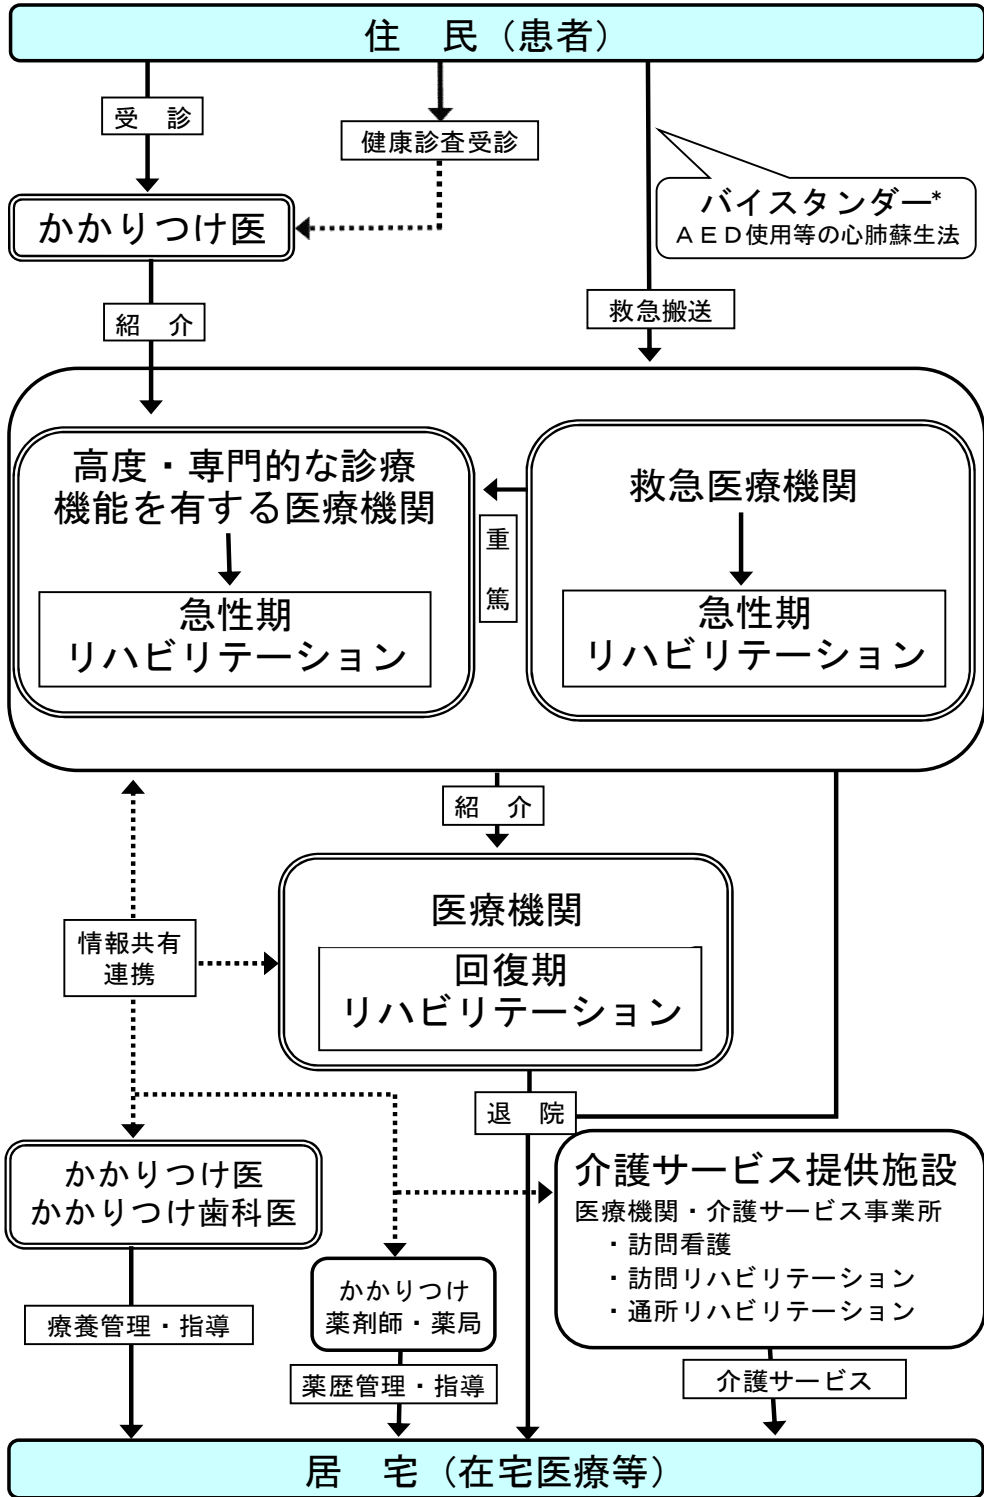 住　民（患者）
受　診
健康診査受診
かかりつけ医
バイスタンダー*
ＡＥＤ使用等の心肺蘇生法
紹　介
救急搬送
高度・専門的な診療
機能を有する医療機関
急性期
リハビリテーション
重
篤
救急医療機関
急性期
リハビリテーション
紹　介
医療機関
回復期
リハビリテーション
情報共有
連携
退　院
かかりつけ医
かかりつけ歯科医
介護サービス提供施設
医療機関・介護サービス事業所
・訪問看護
・訪問リハビリテーション
・通所リハビリテーション
かかりつけ
薬剤師・薬局
療養管理・指導
薬歴管理・指導
介護サービス
居　宅（在宅医療等）